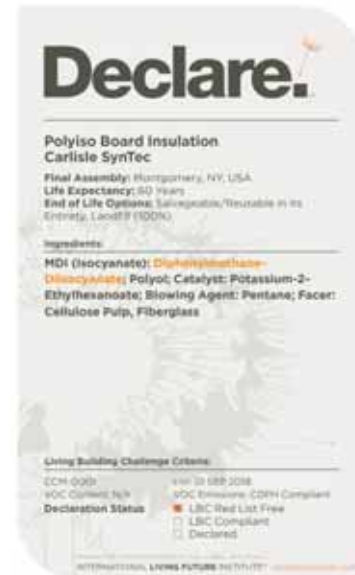 Declare.
Polyiso Board Insulation
Carlisle SynTec
Final Assembly: Montgomery, NY, USA
Life Expectancy: 60 Years
End of Life Options: Salvageable/Reusable in its
Entirety, Landfill (100%)
Ingredients:
MDI (Isocyanate): Diphenylmethane-
Diisocyanate; Polyol; Catalyst: Potassium-2-
Ethylhexanoate; Blowing Agent: Pentane; Facer:
Cellulose Pulp, Fiberglass
Living Building Challenge Criteria:
VOC Content: N/A VOC Emissions: CDPH Compliant
Declaration Status LBC Red List Free
LBC Compliant
Declared
INTERNATIONAL LIVING FUTURE INSTITUTE